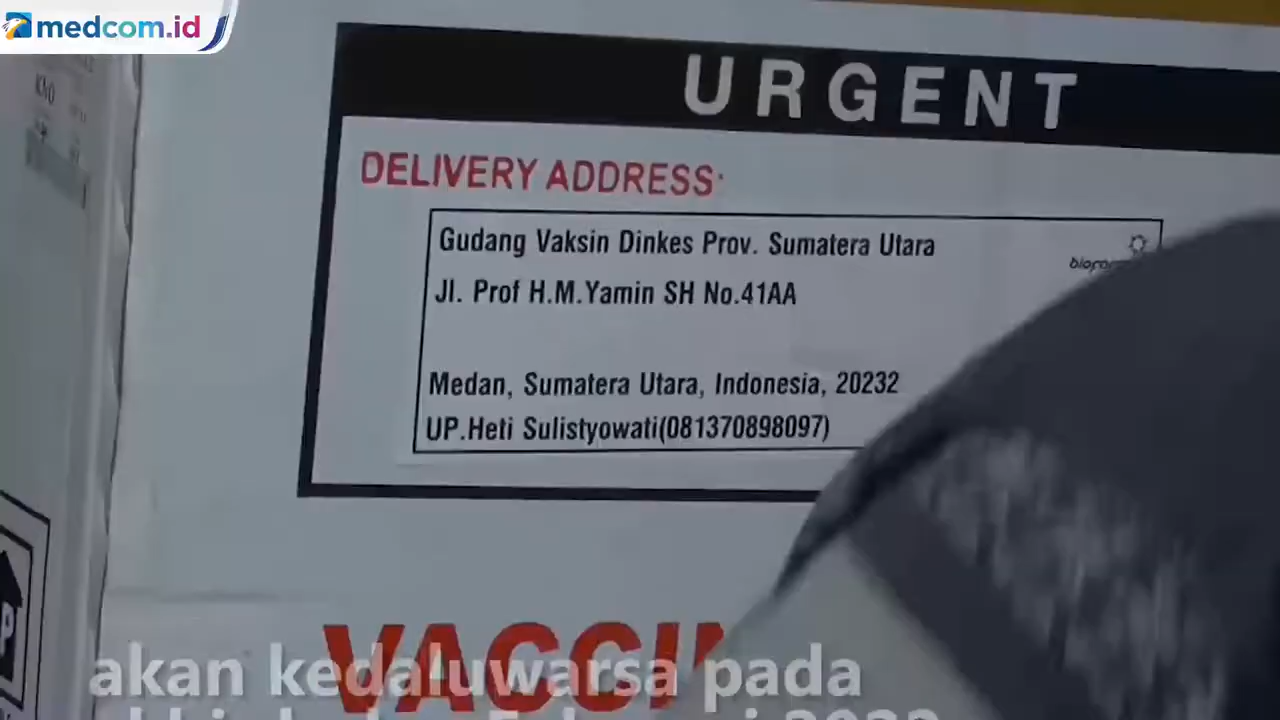 medcom.id
KNO
URGENT
DELIVERY ADDRESS:
Gudang Vaksin Dinkes Prov. Sumatera Utara
Jl. Prof H.M.Yamin SH No.41AA
Medan, Sumatera Utara, Indonesia, 20232
UP.Heti Sulistyowati(081370898097)
akan kedaluwarsa pada